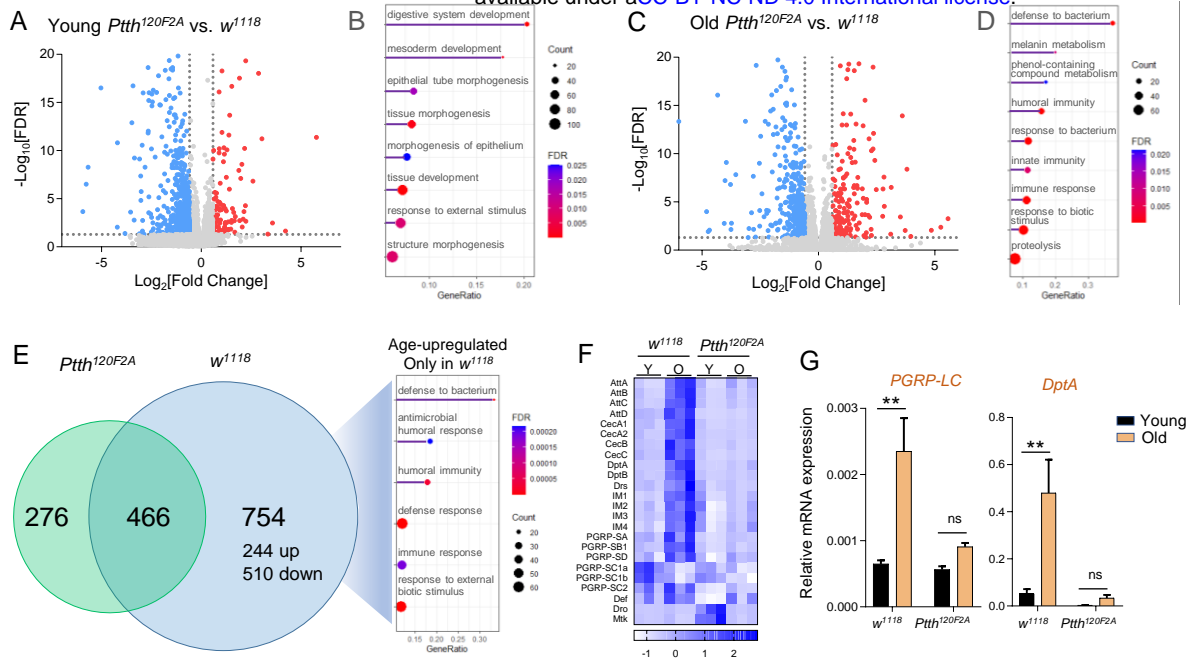 available under aCC-BY-NC-ND 4.0 International license.
A Young Ptth120F2A vs. w1118
20
15
10
5
0
-Log10[FDR]
-5 0 5
Log2[Fold Change]
B
digestive system development
mesoderm development
epithelial tube morphogenesis
tissue morphogenesis
morphogenesis of epithelium
tissue development
response to external stimulus
structure morphogenesis
0.10 0.15 0.20
GeneRatio
Count
20
40
60
80
100
FDR
0.025
0.020
0.015
0.010
0.005
C Old Ptth120F2A vs. w1118
20
15
10
5
0
-Log10[FDR]
-5 0 5
Log2[Fold Change]
D
defense to bacterium
melanin metabolism
phenol-containing
compound metabolism
humoral immunity
response to bacterium
innate immunity
immune response
response to biotic
stimulus
proteolysis
0.1 0.2 0.3
GeneRatio
Count
20
40
60
FDR
0.020
0.015
0.010
0.005
E
Ptth120F2A w1118
276 466 754
244 up
510 down
Age-upregulated
Only in w1118
defense to bacterium
antimicrobial
humoral response
humoral immunity
defense response
immune response
response to external
biotic stimulus
0.10 0.15 0.20 0.25 0.30
GeneRatio
FDR
0.00020
0.00015
0.00010
0.00005
Count
20
30
40
50
60
F
w1118 Ptth120F2A
Y O Y O
AttA
AttB
AttC
AttD
CecA1
CecA2
CecB
CecC
DptA
DptB
Drs
IM1
IM2
IM3
IM4
PGRP-SA
PGRP-SB1
PGRP-SD
PGRP-SC1a
PGRP-SC1b
PGRP-SC2
Def
Dro
Mtk
-1 0 1 2
G
PGRP-LC
Relative mRNA expression
0.003
0.002
0.001
0.000
**
ns
w1118 Ptth120F2A
DptA
0.8
0.6
0.4
0.2
0.0
**
ns
w1118 Ptth120F2A
Young
Old